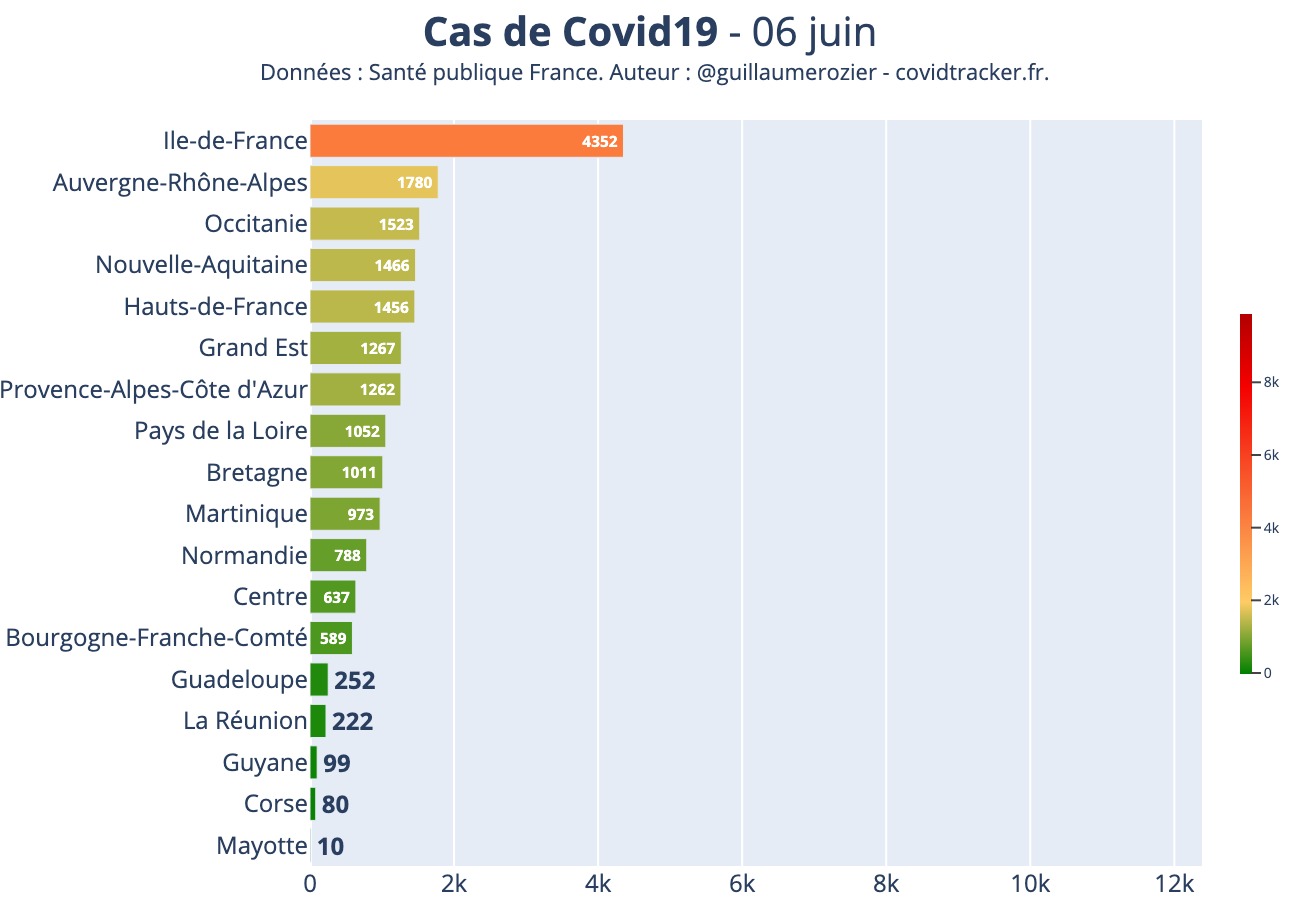 Cas de Covid19 - 06 juin
Données : Santé publique France. Auteur : @guillaumerozier - covidtracker.fr.
Ile-de-France 4352
Auvergne-Rhône-Alpes 1780
Occitanie 1523
Nouvelle-Aquitaine 1466
Hauts-de-France 1456
Grand Est 1267
Provence-Alpes-Côte d'Azur 1262
Pays de la Loire 1052
Bretagne 1011
Martinique 973
Normandie 788
Centre 637
Bourgogne-Franche-Comté 589
Guadeloupe 252
La Réunion 222
Guyane 99
Corse 80
Mayotte 10
0 2k 4k 6k 8k 10k 12k
8k
6k
4k
2k
0